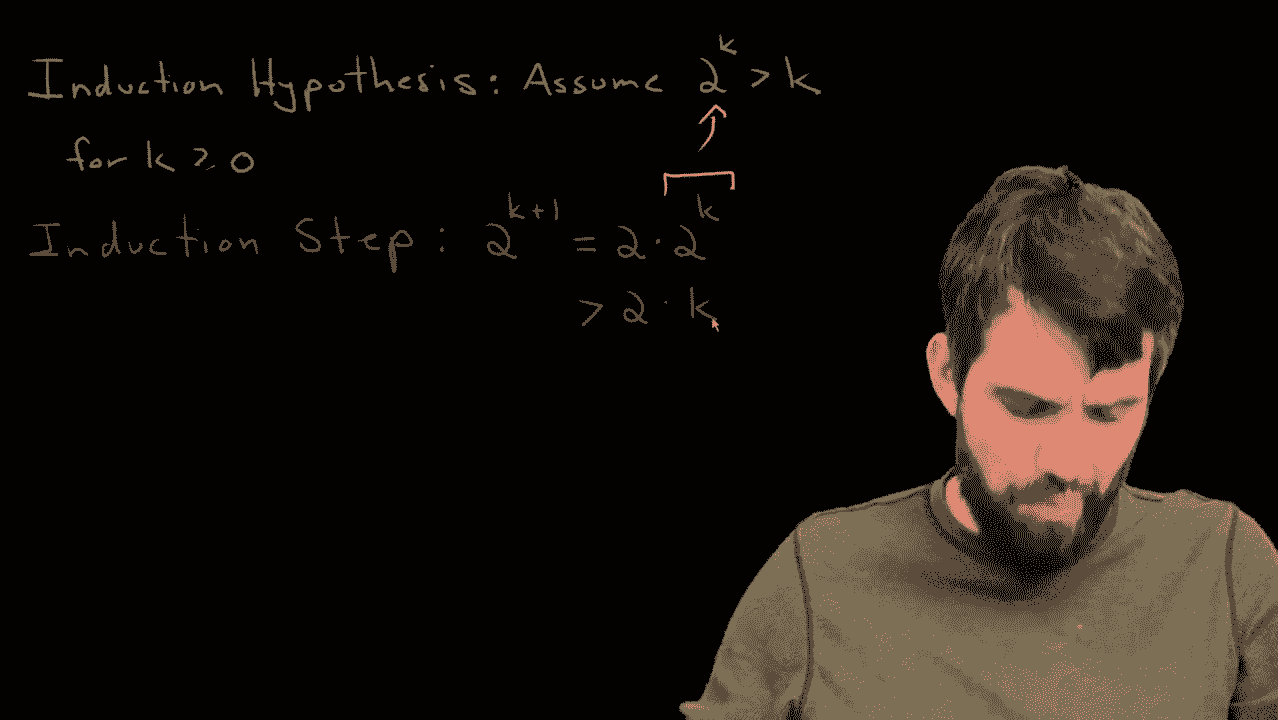 Induction Hypothesis: Assume 2^k > k
for k ≥ 0
Induction Step: 2^{k+1} = 2 · 2^k
> 2 · k